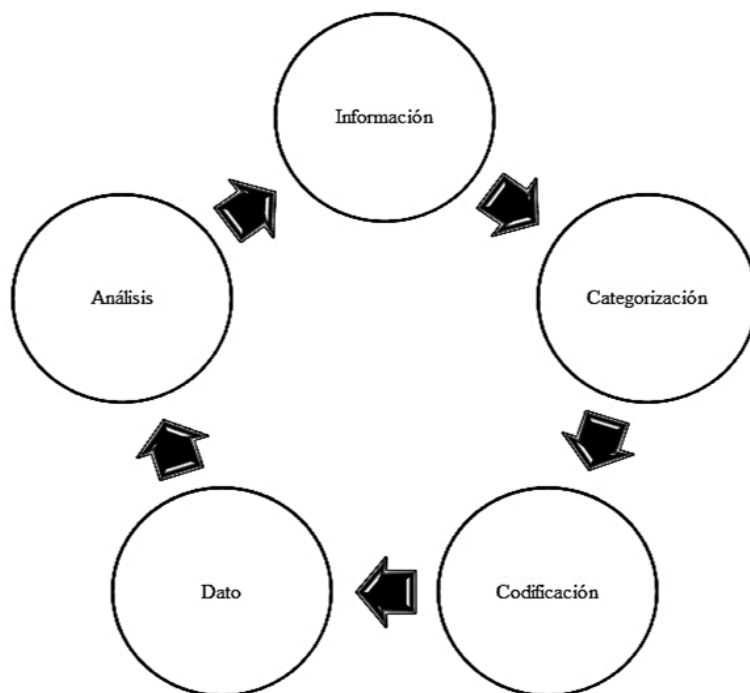 Información
Categorización
Codificación
Dato
Análisis